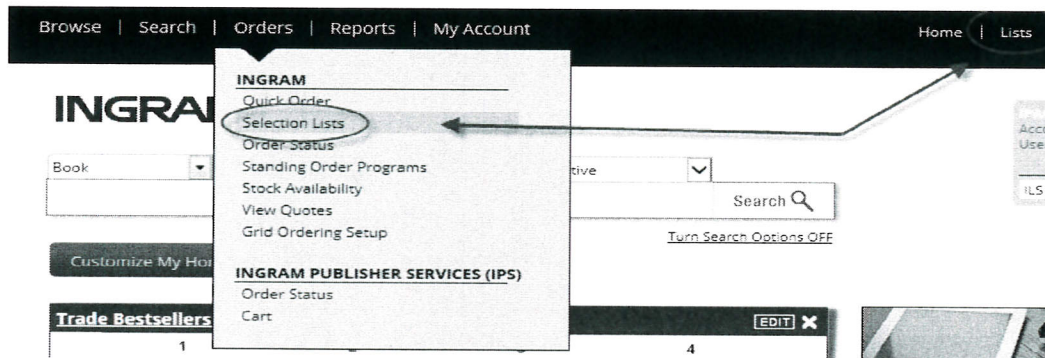 Browse | Search | Orders | Reports | My Account
Home | Lists
INGRAM
Quick Order
Selection Lists
Order Status
Standing Order Programs
Stock Availability
View Quotes
Grid Ordering Setup
INGRAM PUBLISHER SERVICES (IPS)
Order Status
Cart
INGRA
Book
Search
Turn Search Options OFF
Customize My Ho
Trade Bestsellers
EDIT
1
4
ILS